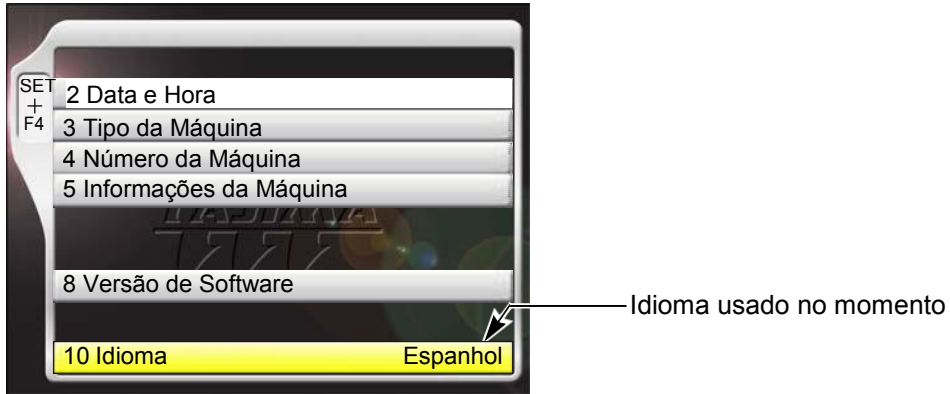 SET
+
F4
2 Data e Hora
3 Tipo da Máquina
4 Número da Máquina
5 Informações da Máquina
TAJIMA
8 Versão de Software
Idioma usado no momento
10 Idioma Espanhol